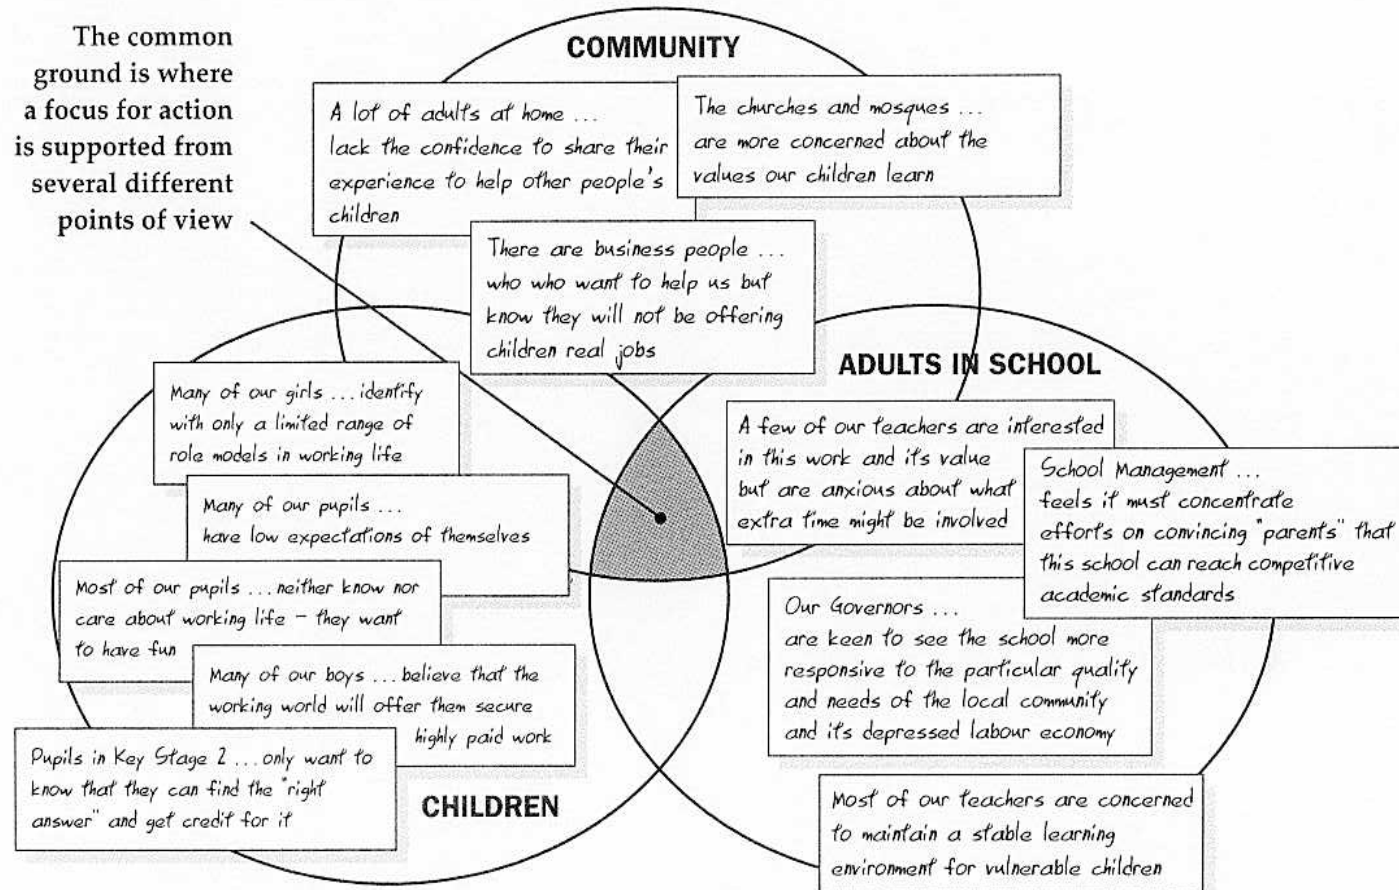 The common
ground is where
a focus for action
is supported from
several different
points of view
COMMUNITY
A lot of adults at home ...
lack the confidence to share their
experience to help other people's
children
The churches and mosques ...
are more concerned about the
values our children learn
There are business people ...
who who want to help us but
know they will not be offering
children real jobs
ADULTS IN SCHOOL
Many of our girls ... identify
with only a limited range of
role models in working life
Many of our pupils ...
have low expectations of themselves
Most of our pupils ... neither know nor
care about working life – they want
to have fun
Many of our boys ... believe that the
working world will offer them secure
highly paid work
Pupils in Key Stage 2 ... only want to
know that they can find the "right
answer" and get credit for it
CHILDREN
A few of our teachers are interested
in this work and it's value
but are anxious about what
extra time might be involved
School Management ...
feels it must concentrate
efforts on convincing "parents" that
this school can reach competitive
academic standards
Our Governors ...
are keen to see the school more
responsive to the particular quality
and needs of the local community
and it's depressed labour economy
Most of our teachers are concerned
to maintain a stable learning
environment for vulnerable children